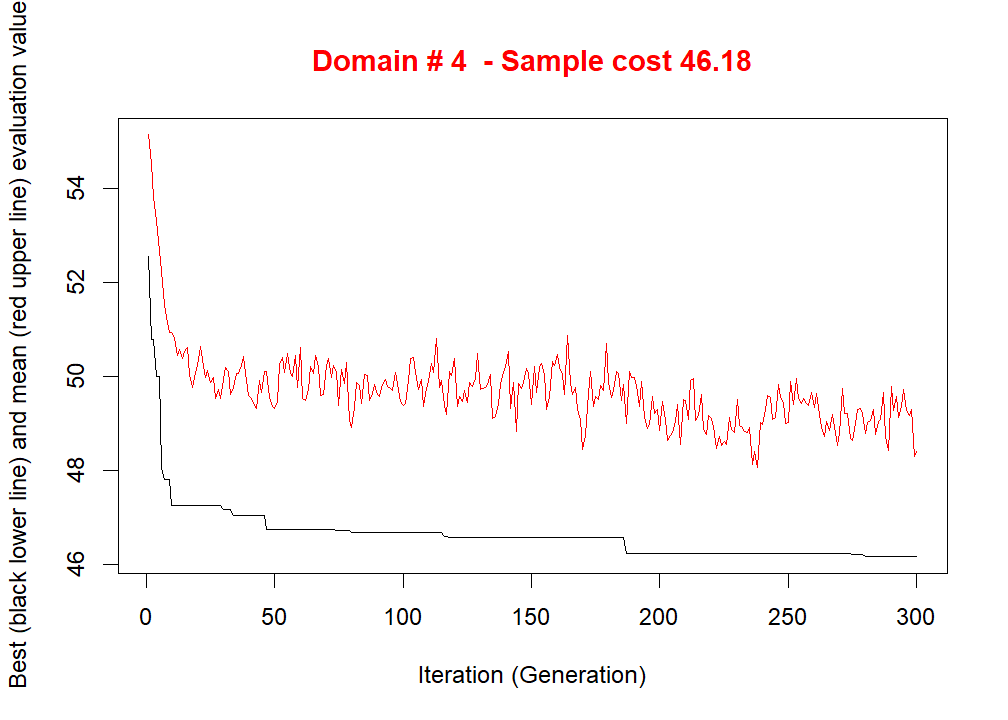 Domain # 4  - Sample cost 46.18
Best (black lower line) and mean (red upper line) evaluation value
54
52
50
48
46
0 50 100 150 200 250 300
Iteration (Generation)